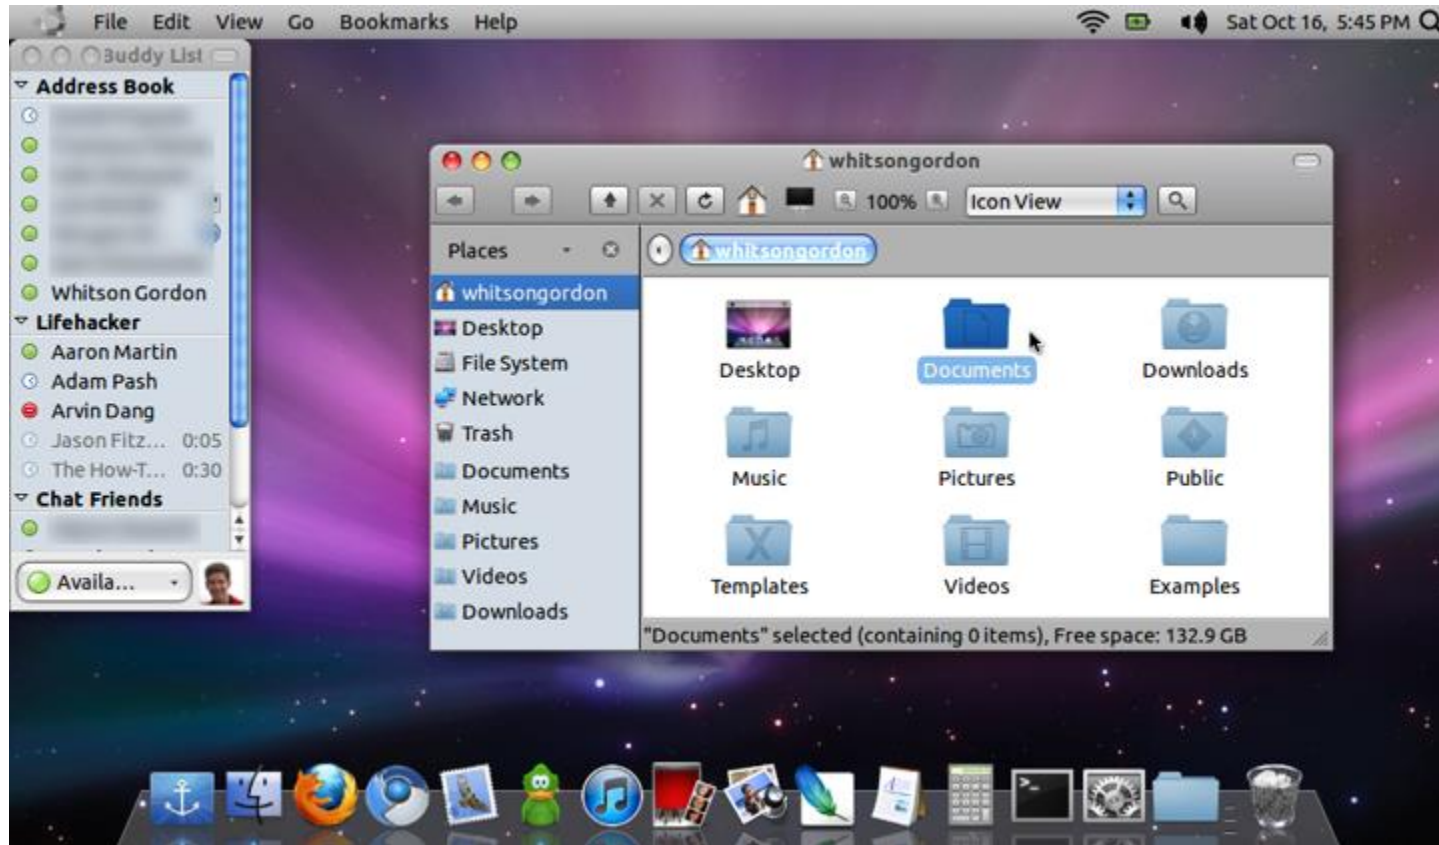 File Edit View Go Bookmarks Help
Sat Oct 16, 5:45 PM
Buddy List
Address Book
Whitson Gordon
Lifehacker
Aaron Martin
Adam Pash
Arvin Dang
Jason Fitz... 0:05
The How-T... 0:30
Chat Friends
Availa...
whitsongordon
100% Icon View
Places
whitsongordon
whitsongordon
Desktop
File System
Network
Trash
Documents
Music
Pictures
Videos
Downloads
Desktop Documents Downloads
Music Pictures Public
Templates Videos Examples
"Documents" selected (containing 0 items), Free space: 132.9 GB